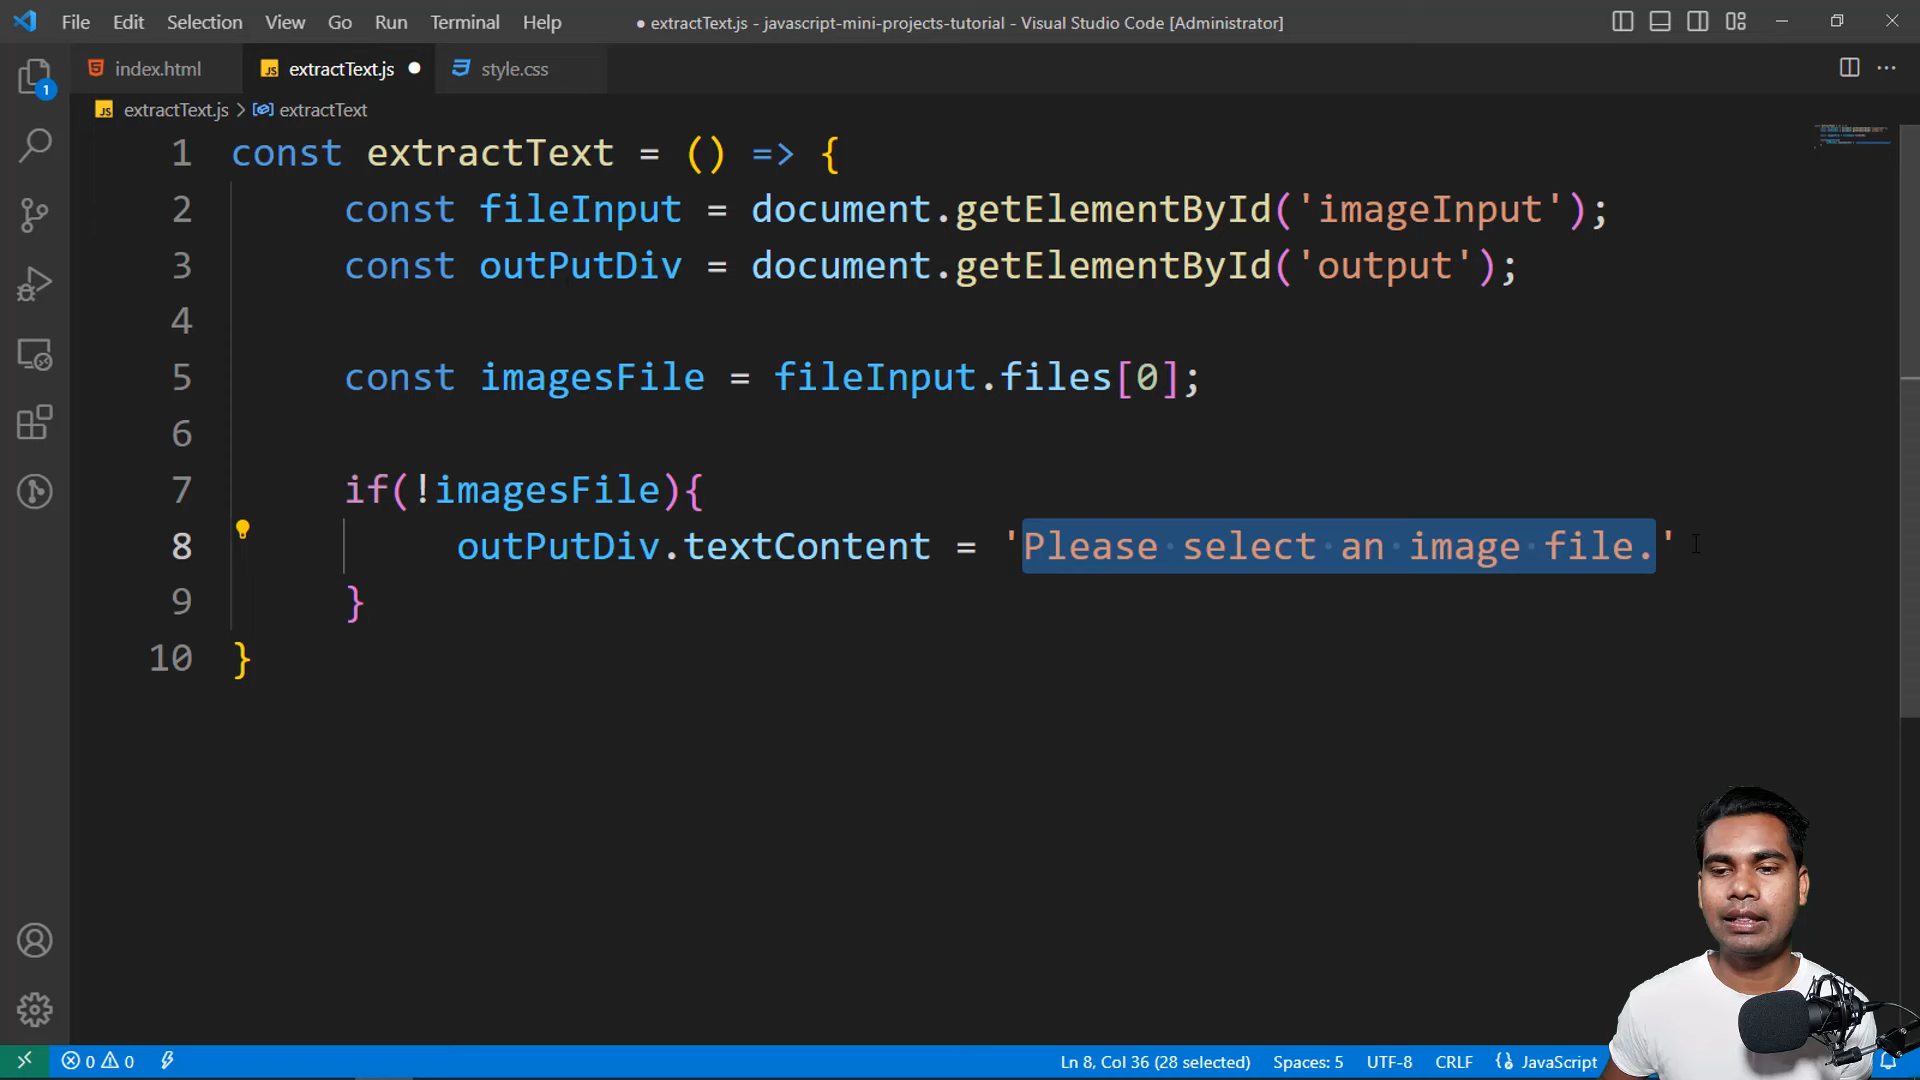 File Edit Selection View Go Run Terminal Help ● extractText.js - javascript-mini-projects-tutorial - Visual Studio Code [Administrator]
index.html JS extractText.js ● style.css
JS extractText.js > extractText
1 const extractText = () => {
2 const fileInput = document.getElementById('imageInput');
3 const outPutDiv = document.getElementById('output');
4
5 const imagesFile = fileInput.files[0];
6
7 if(!imagesFile){
8 outPutDiv.textContent = 'Please select an image file.'
9 }
10 }
1
0 0 Ln 8, Col 36 (28 selected) Spaces: 5 UTF-8 CRLF {} JavaScript